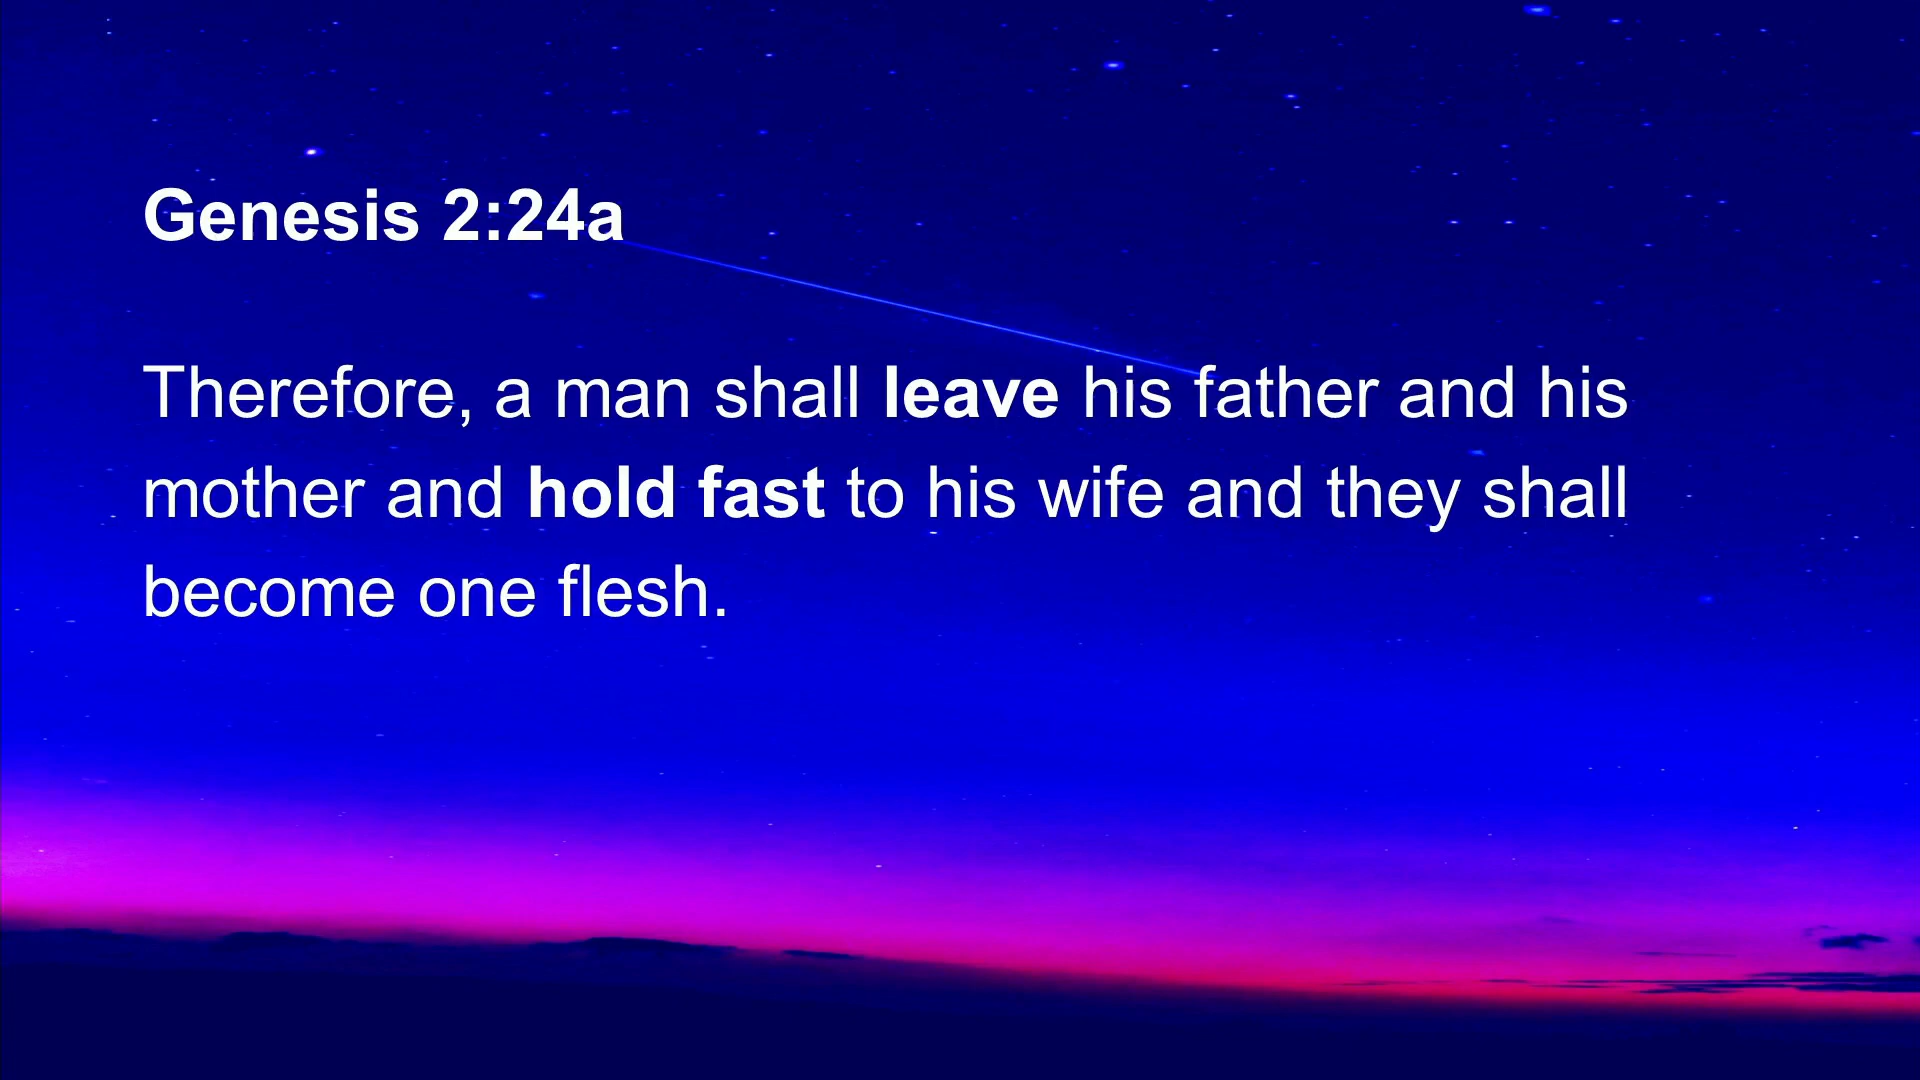 Genesis 2:24a
Therefore, a man shall leave his father and his
mother and hold fast to his wife and they shall
become one flesh.